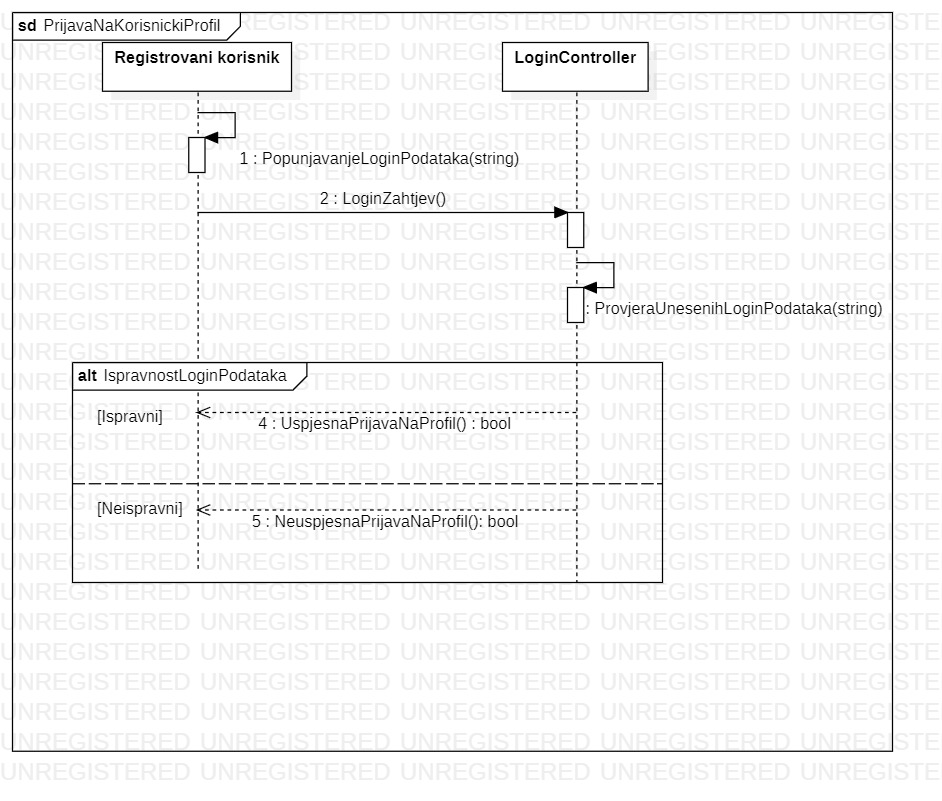 sd PrijavaNaKorisnickiProfil
Registrovani korisnik
LoginController
1 : PopunjavanjeLoginPodataka(string)
2 : LoginZahtjev()
: ProvjeraUnesenihLoginPodataka(string)
alt IspravnostLoginPodataka
[Ispravni]
4 : UspjesnaPrijavaNaProfil() : bool
[Neispravni]
5 : NeuspjesnaPrijavaNaProfil(): bool
UNREGISTERED UNREGISTERED UNREGISTERED UNREGISTERED UNREGISTE